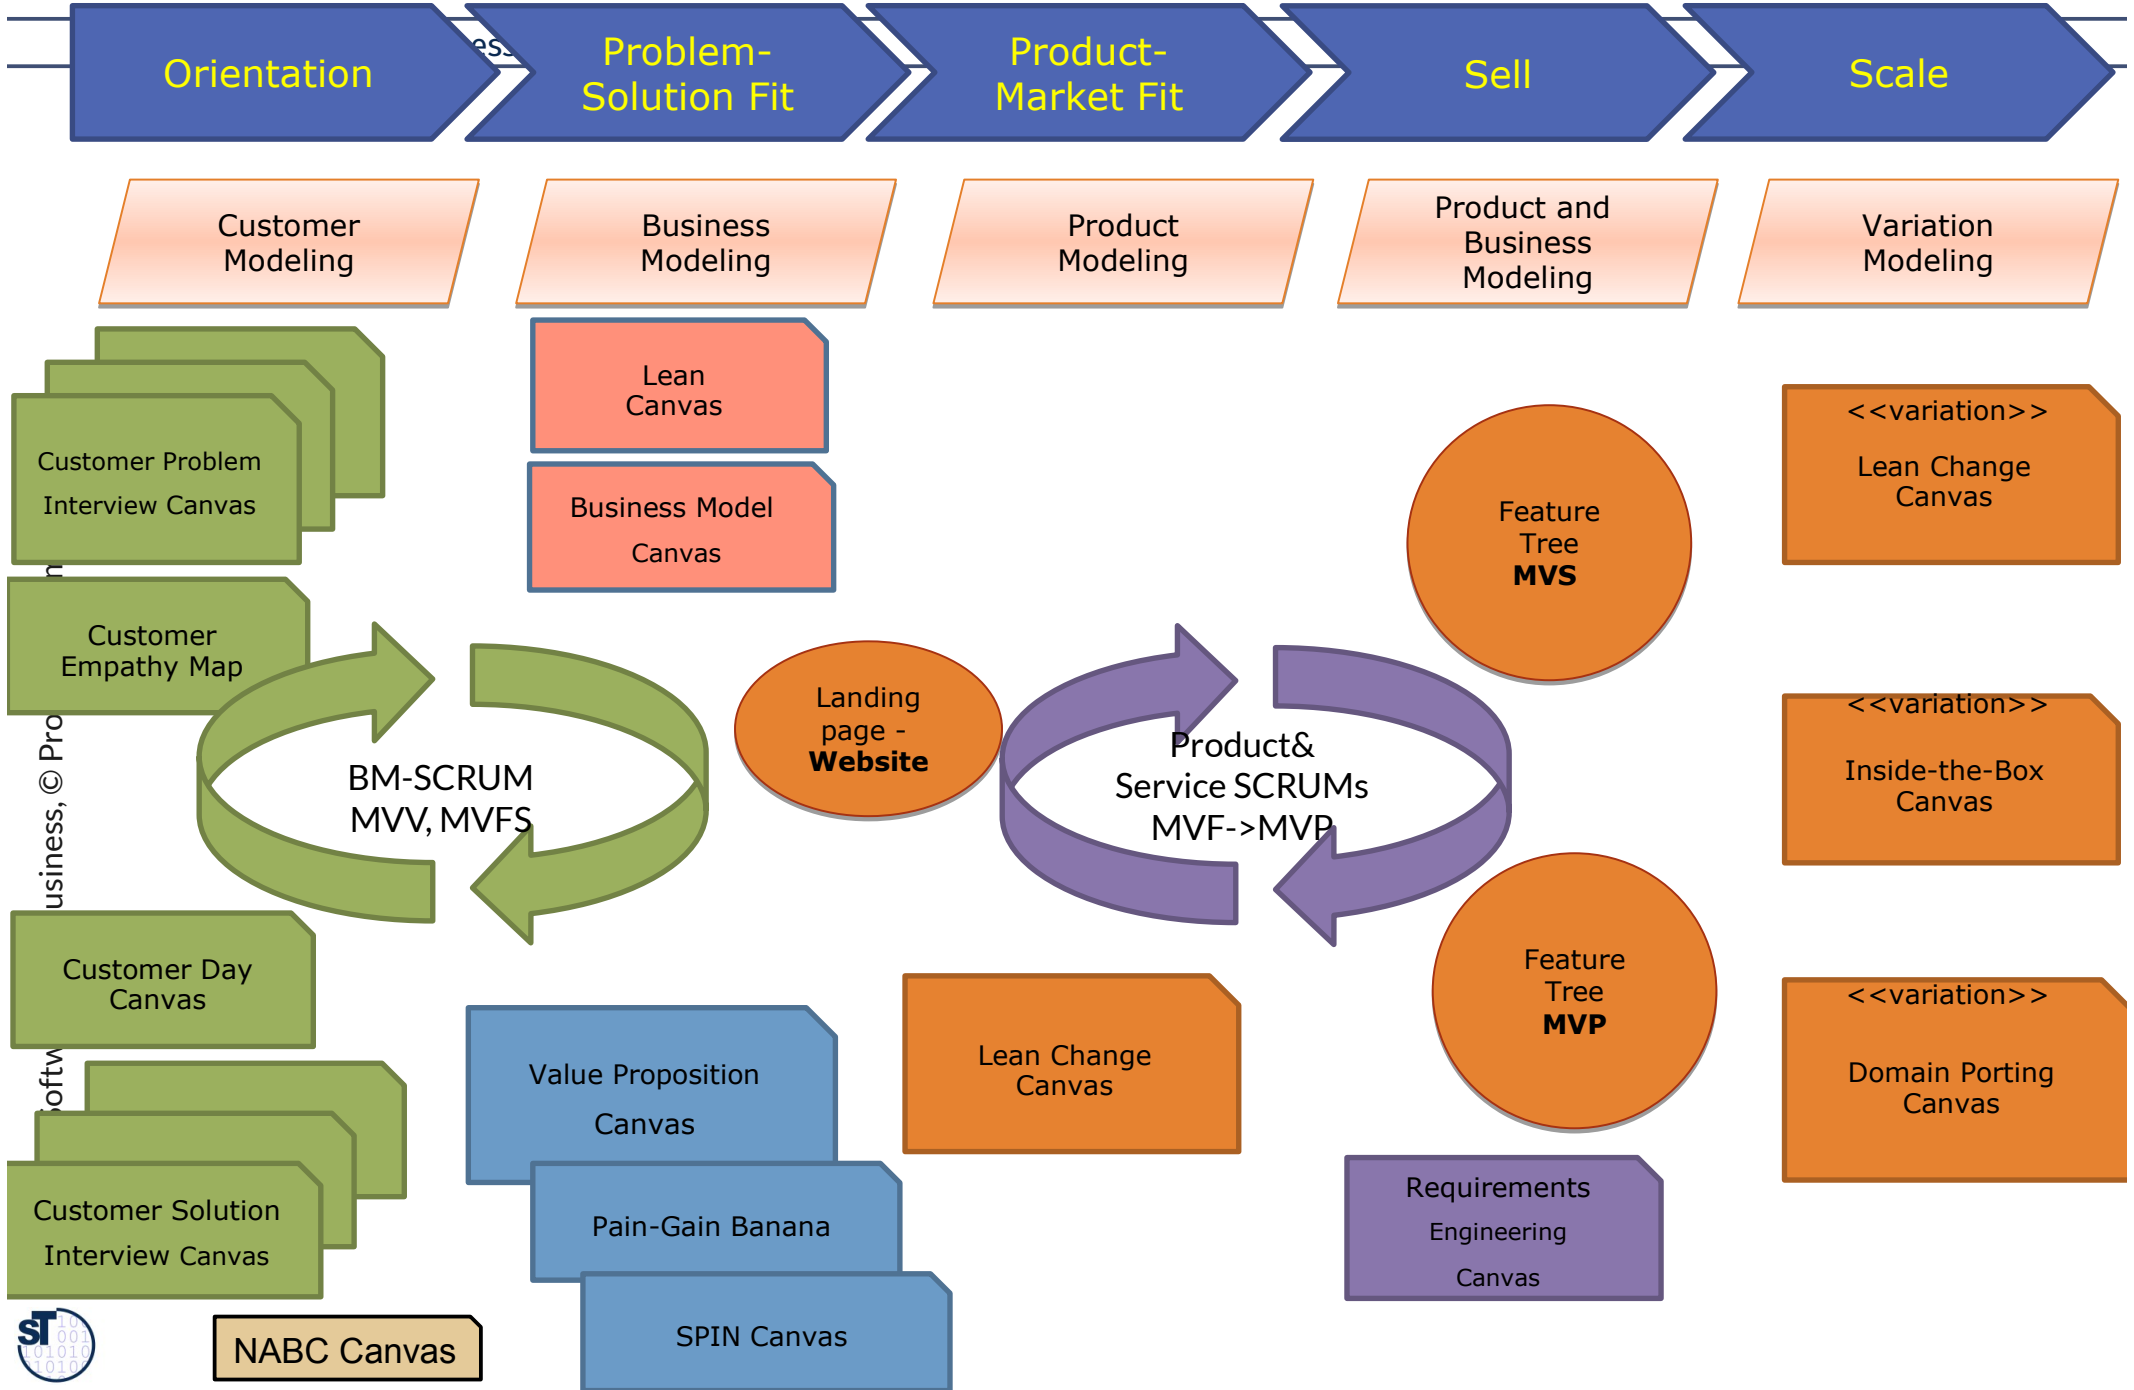 Orientation
Problem-
Solution Fit
Product-
Market Fit
Sell
Scale
Customer
Modeling
Business
Modeling
Product
Modeling
Product and
Business
Modeling
Variation
Modeling
Customer Problem
Interview Canvas
Lean
Canvas
Business Model
Canvas
Feature
Tree
MVS
<<variation>>
Lean Change
Canvas
Customer
Empathy Map
BM-SCRUM
MVV, MVFS
Landing
page -
Website
Product&
Service SCRUMs
MVF->MVP
<<variation>>
Inside-the-Box
Canvas
Customer Day
Canvas
Value Proposition
Canvas
Lean Change
Canvas
Feature
Tree
MVP
<<variation>>
Domain Porting
Canvas
Customer Solution
Interview Canvas
Pain-Gain Banana
Requirements
Engineering
Canvas
SPIN Canvas
NABC Canvas
sT